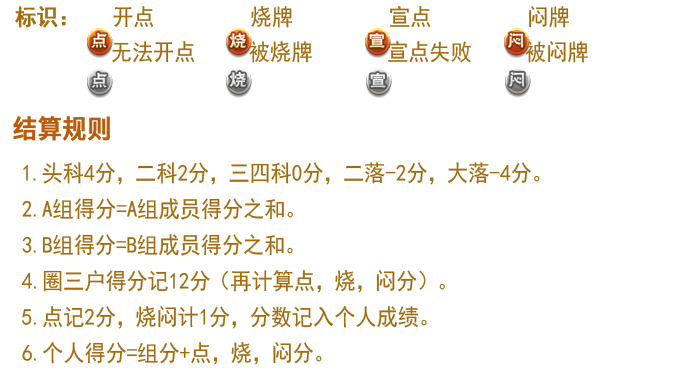 标识： 开点 烧牌 宣点 闷牌
点 烧 宣 闷
无法开点 被烧牌 宣点失败 被闷牌
点 烧 宣 闷
结算规则
1.头科4分，二科2分，三四科0分，二落-2分，大落-4分。
2.A组得分=A组成员得分之和。
3.B组得分=B组成员得分之和。
4.圈三户得分记12分（再计算点，烧，闷分）。
5.点记2分，烧闷计1分，分数记入个人成绩。
6.个人得分=组分+点，烧，闷分。